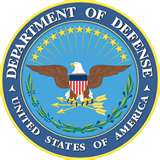 DEPARTMENT OF DEFENSE
UNITED STATES OF AMERICA